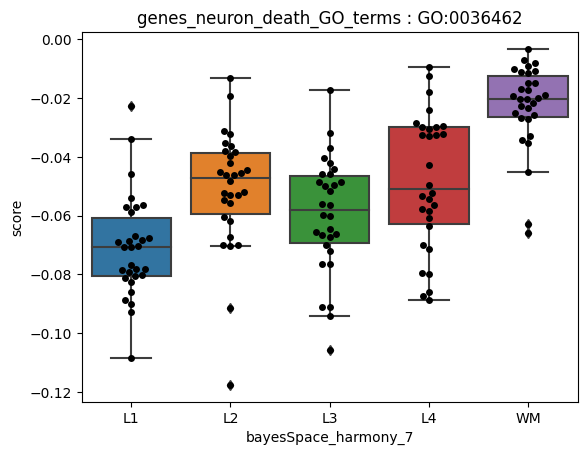 genes_neuron_death_GO_terms : GO:0036462
0.00
−0.02
−0.04
−0.06
−0.08
−0.10
−0.12
score
L1 L2 L3 L4 WM
bayesSpace_harmony_7